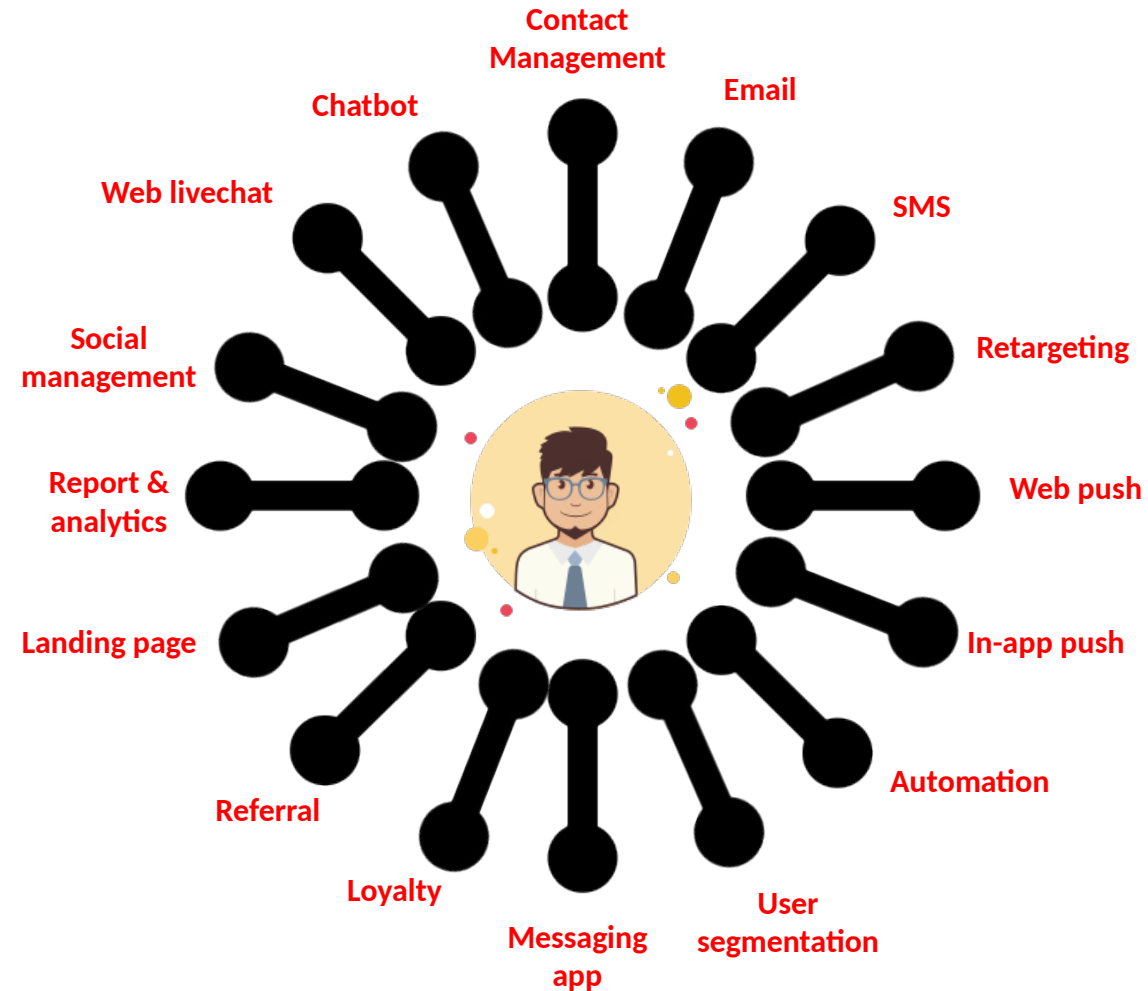 Contact
Management
Email
SMS
Retargeting
Web push
In-app push
Automation
User
segmentation
Messaging
app
Loyalty
Referral
Landing page
Report &
analytics
Social
management
Web livechat
Chatbot